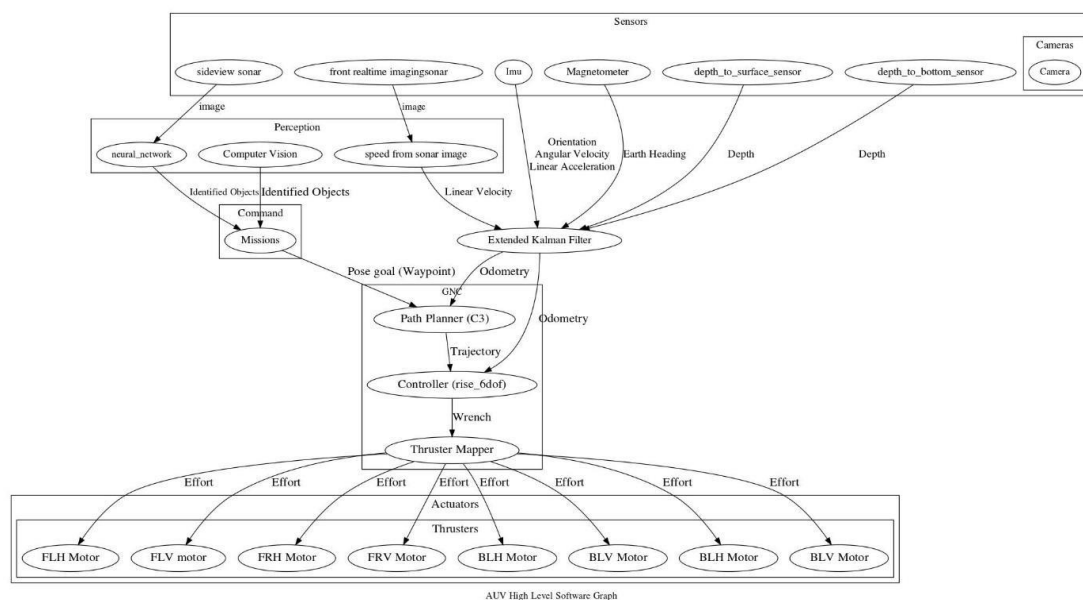 Sensors
Cameras
sideview sonar
front realtime imagingsonar
Imu
Magnetometer
depth_to_surface_sensor
depth_to_bottom_sensor
Camera
image
image
Perception
neural_network
Computer Vision
speed from sonar image
Orientation
Angular Velocity
Linear Acceleration
Earth Heading
Depth
Depth
Identified Objects
Identified Objects
Linear Velocity
Command
Missions
Extended Kalman Filter
Pose goal (Waypoint)
Odometry
GNC
Path Planner (C3)
Odometry
Trajectory
Controller (rise_6dof)
Wrench
Thruster Mapper
Effort
Effort
Effort
Effort
Effort
Effort
Effort
Effort
Actuators
Thrusters
FLH Motor
FLV motor
FRH Motor
FRV Motor
BLH Motor
BLV Motor
BLH Motor
BLV Motor
AUV High Level Software Graph